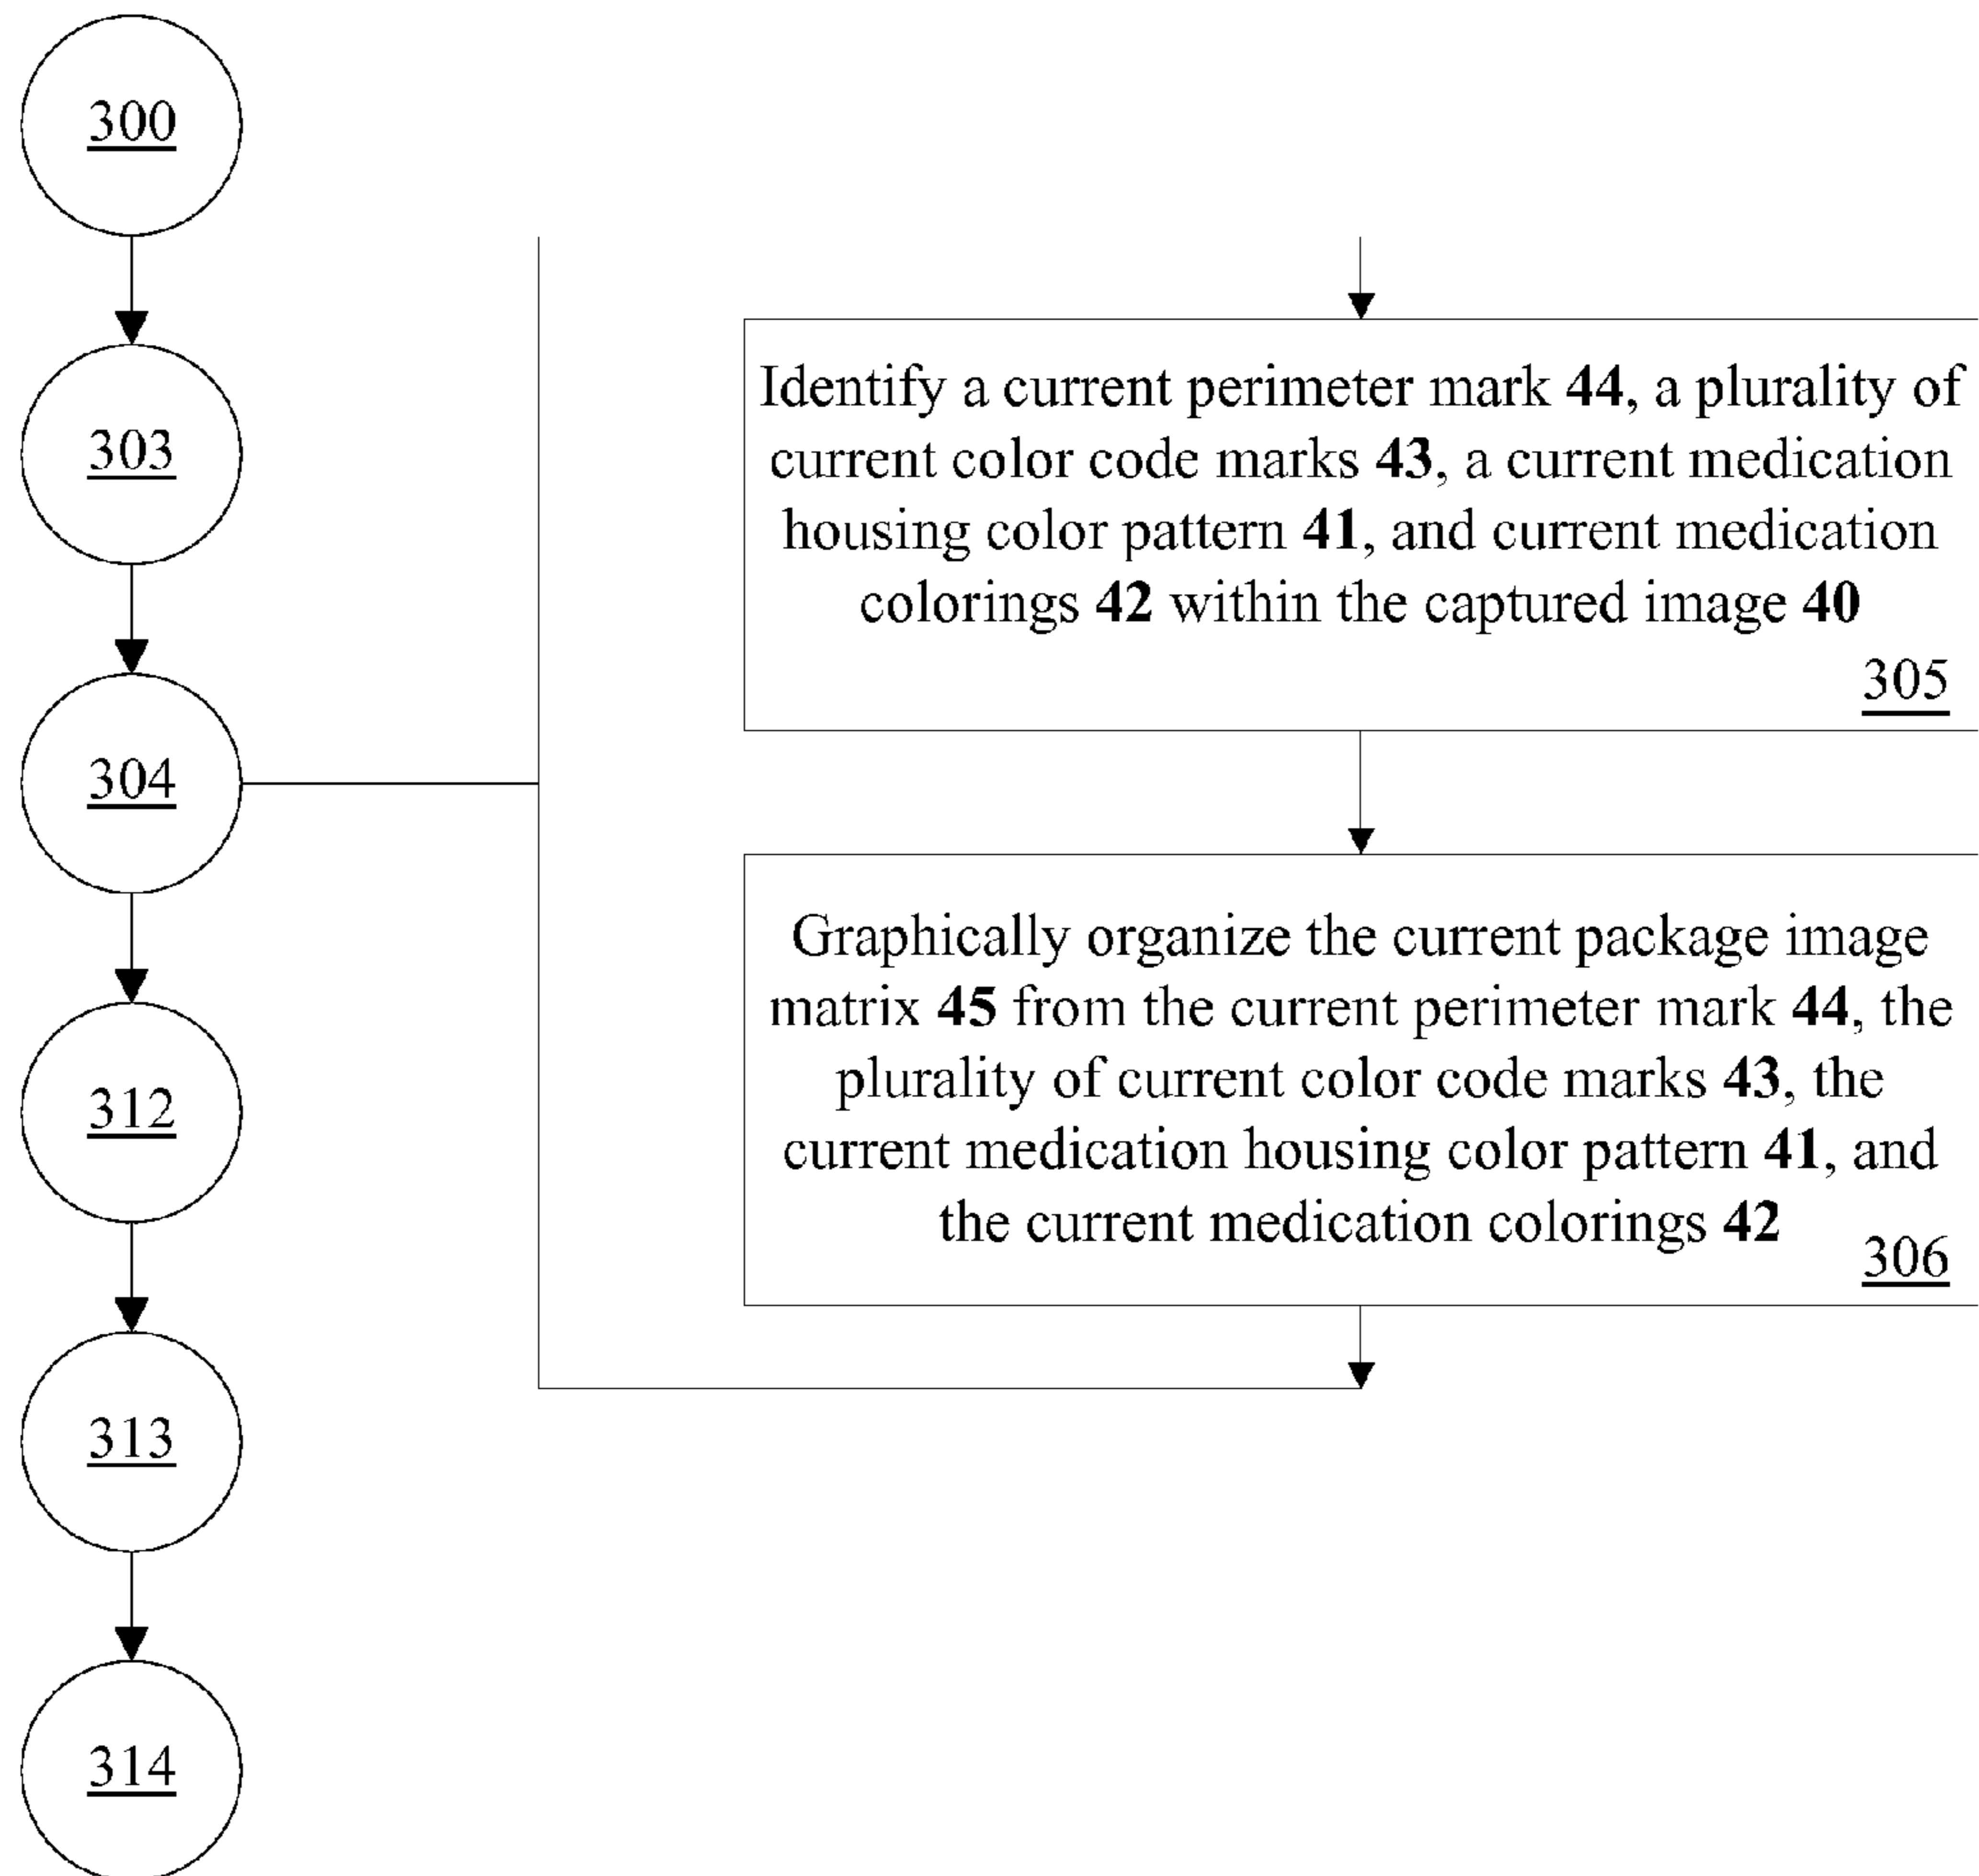 300
303
304
312
313
314
Identify a current perimeter mark 44, a plurality of
current color code marks 43, a current medication
housing color pattern 41, and current medication
colorings 42 within the captured image 40
305
Graphically organize the current package image
matrix 45 from the current perimeter mark 44, the
plurality of current color code marks 43, the
current medication housing color pattern 41, and
the current medication colorings 42
306